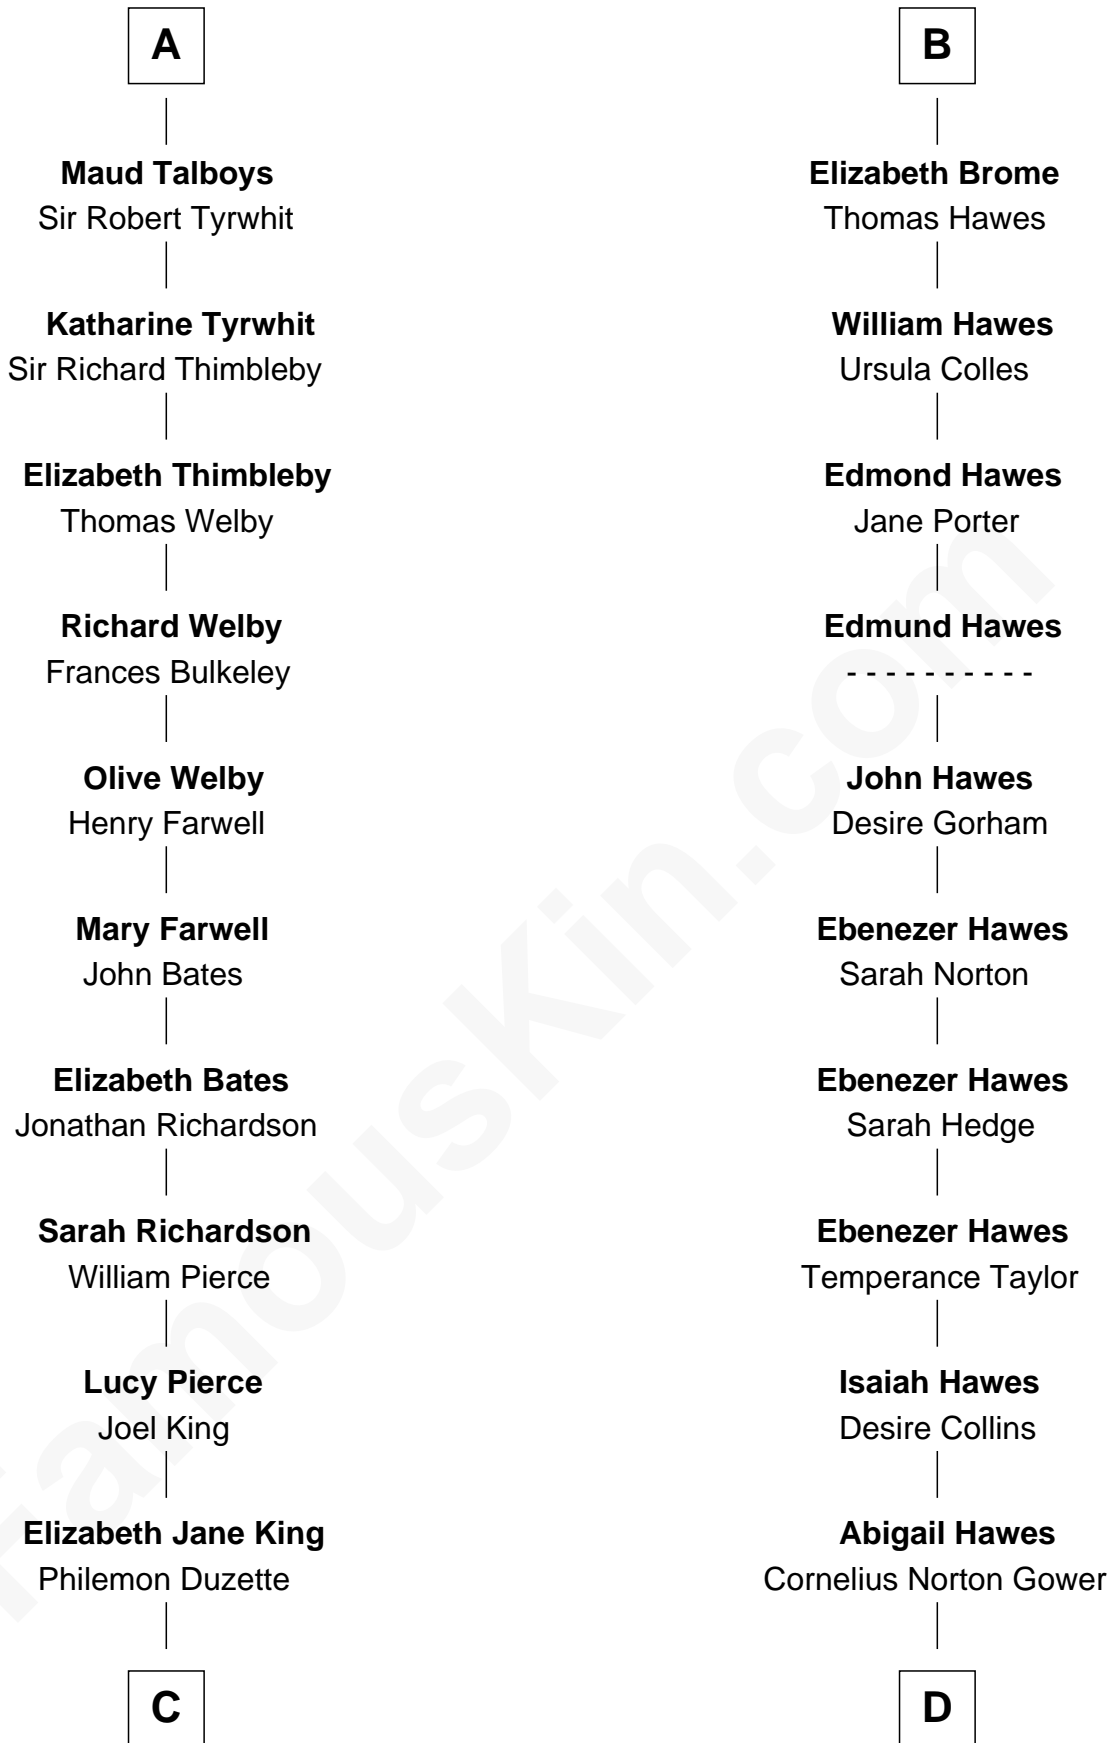 A
Maud Talboys
Sir Robert Tyrwhit
Katharine Tyrwhit
Sir Richard Thimbleby
Elizabeth Thimbleby
Thomas Welby
Richard Welby
Frances Bulkeley
Olive Welby
Henry Farwell
Mary Farwell
John Bates
Elizabeth Bates
Jonathan Richardson
Sarah Richardson
William Pierce
Lucy Pierce
Joel King
Elizabeth Jane King
Philemon Duzette
C
B
Elizabeth Brome
Thomas Hawes
William Hawes
Ursula Colles
Edmond Hawes
Jane Porter
Edmund Hawes
- - - - - - - - - -
John Hawes
Desire Gorham
Ebenezer Hawes
Sarah Norton
Ebenezer Hawes
Sarah Hedge
Ebenezer Hawes
Temperance Taylor
Isaiah Hawes
Desire Collins
Abigail Hawes
Cornelius Norton Gower
D
FamousKin.com